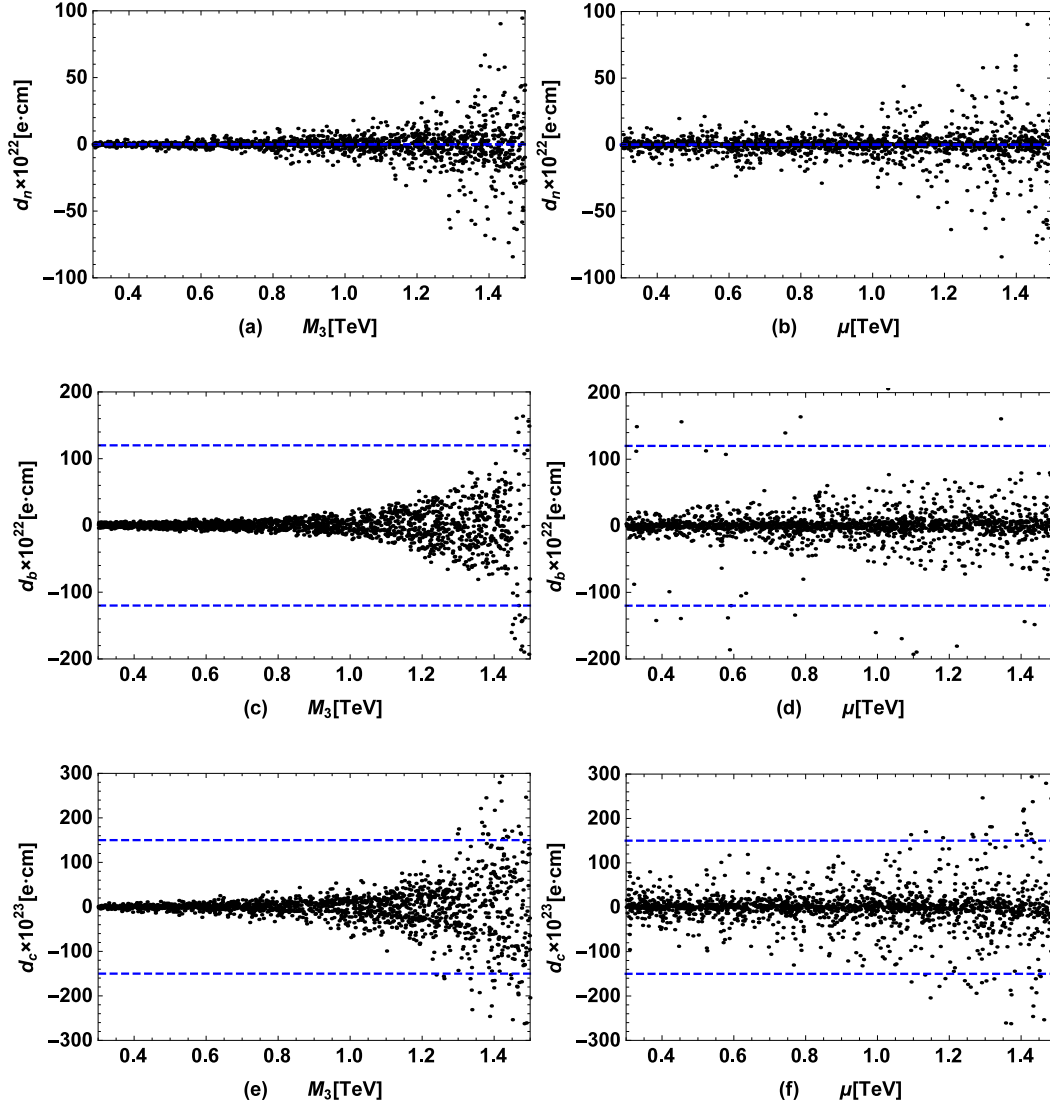 100
50
0
−50
−100
d_n×10^22[e·cm]
0.4 0.6 0.8 1.0 1.2 1.4
(a) M_3[TeV]
100
50
0
−50
−100
d_n×10^22[e·cm]
0.4 0.6 0.8 1.0 1.2 1.4
(b) μ[TeV]
200
100
0
−100
−200
d_b×10^22[e·cm]
0.4 0.6 0.8 1.0 1.2 1.4
(c) M_3[TeV]
200
100
0
−100
−200
d_b×10^22[e·cm]
0.4 0.6 0.8 1.0 1.2 1.4
(d) μ[TeV]
300
200
100
0
−100
−200
−300
d_c×10^23[e·cm]
0.4 0.6 0.8 1.0 1.2 1.4
(e) M_3[TeV]
300
200
100
0
−100
−200
−300
d_c×10^23[e·cm]
0.4 0.6 0.8 1.0 1.2 1.4
(f) μ[TeV]